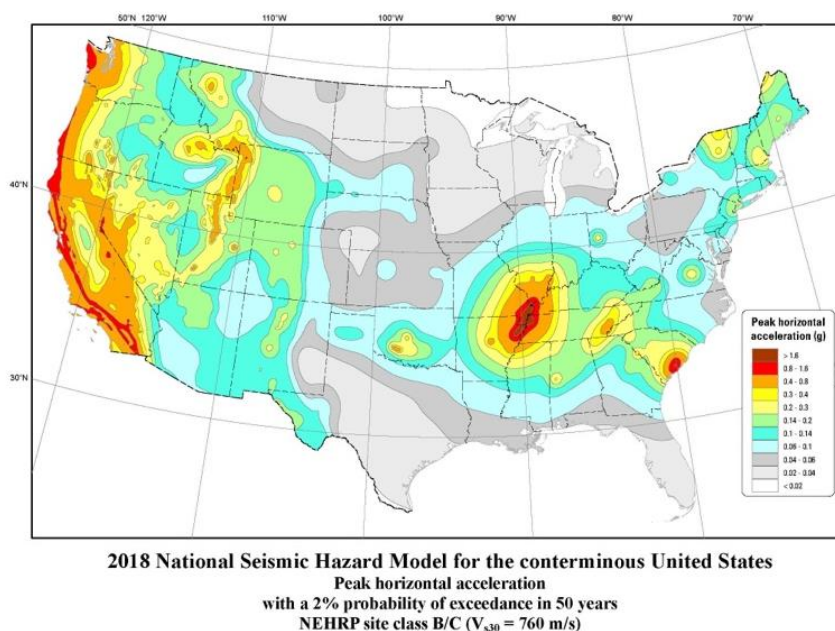 50°N 120°W 110°W 100°W 90°W 80°W 70°W
40°N
30°N
Peak horizontal
acceleration (g)
> 1.6
0.8 - 1.6
0.4 - 0.8
0.3 - 0.4
0.2 - 0.3
0.14 - 0.2
0.1 - 0.14
0.06 - 0.1
0.04 - 0.06
0.02 - 0.04
< 0.02
2018 National Seismic Hazard Model for the conterminous United States
Peak horizontal acceleration
with a 2% probability of exceedance in 50 years
NEHRP site class B/C (Vs30 = 760 m/s)